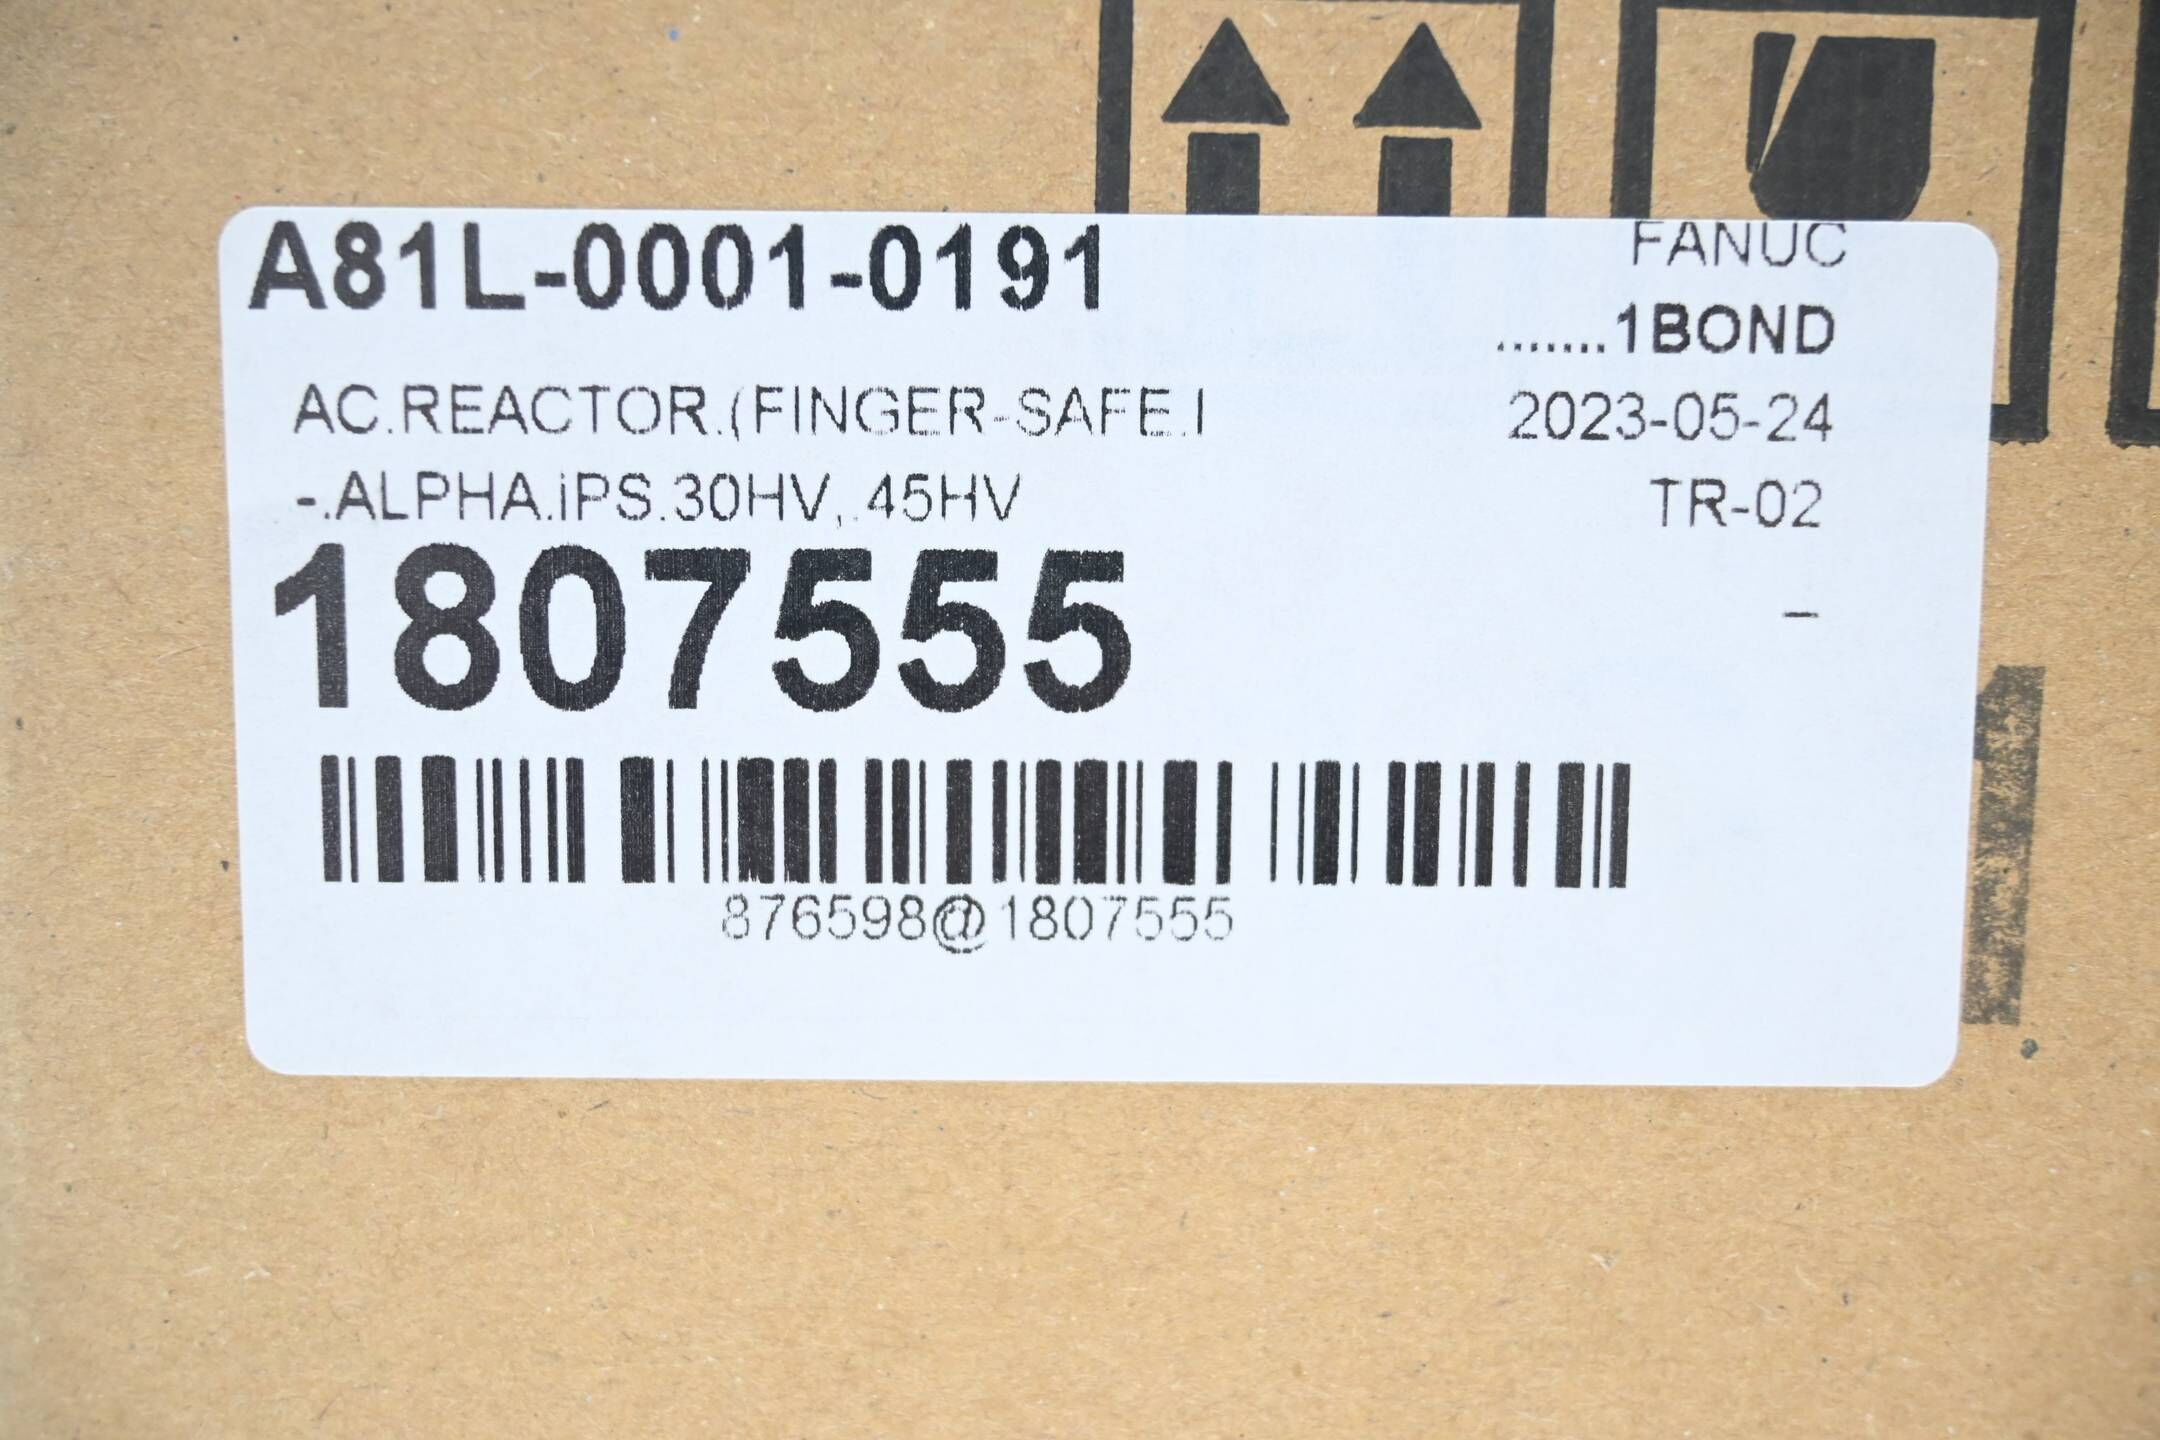 A81L-0001-0191
FANUC
.......1BOND
AC.REACTOR.(FINGER-SAFE.I
2023-05-24
-.ALPHA.iPS.30HV,.45HV
TR-02
1807555
–
876598@1807555
1